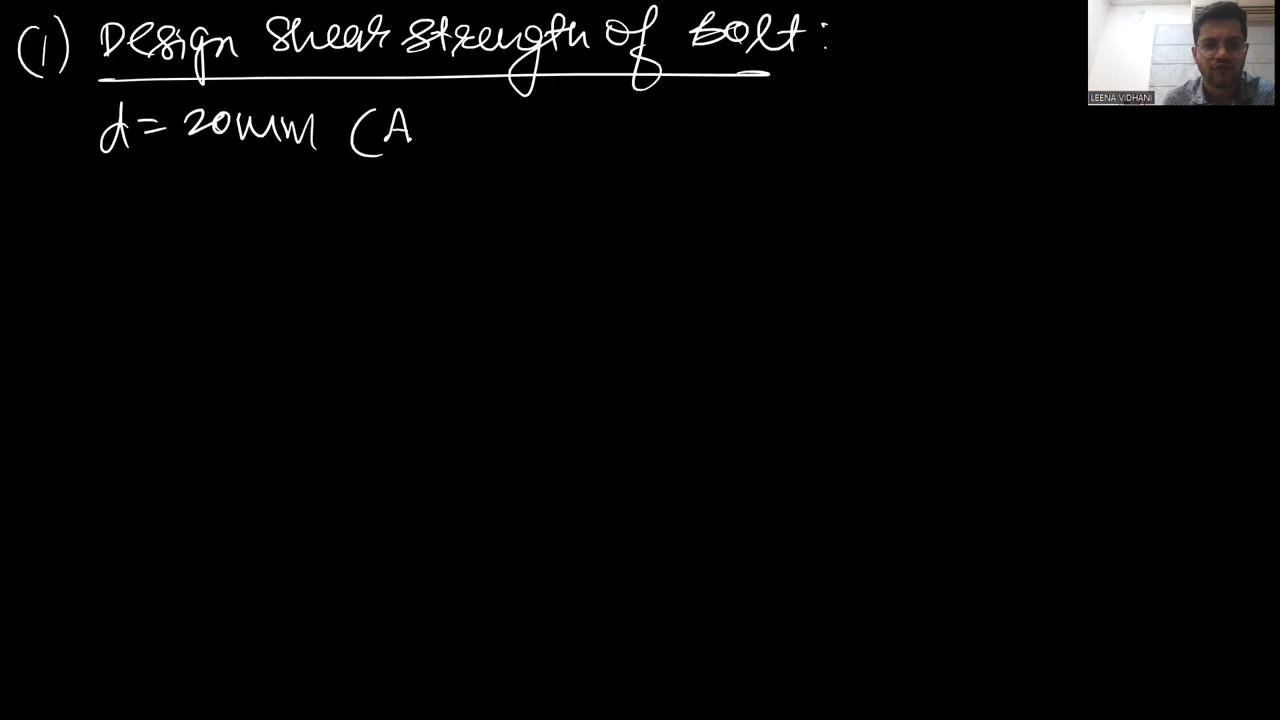 (1) Design shear strength of bolt:
d = 20mm (A
LEENA VIDHANI